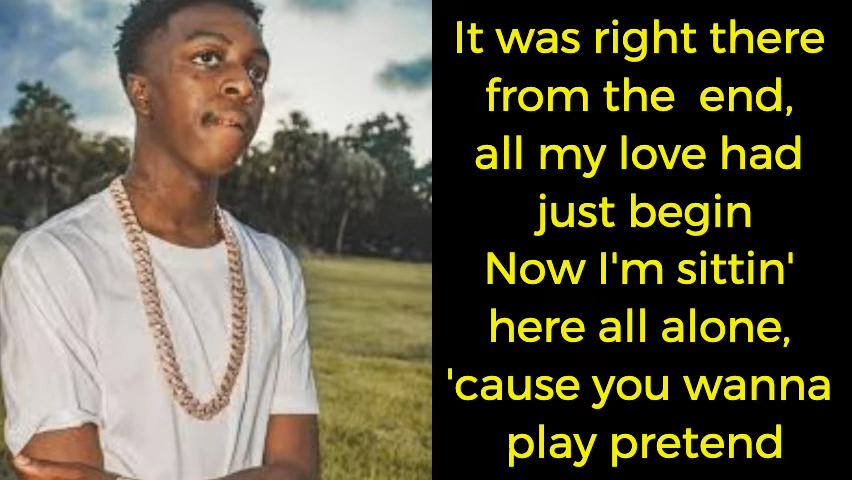 It was right there
from the  end,
all my love had
just begin
Now I'm sittin'
here all alone,
'cause you wanna
play pretend